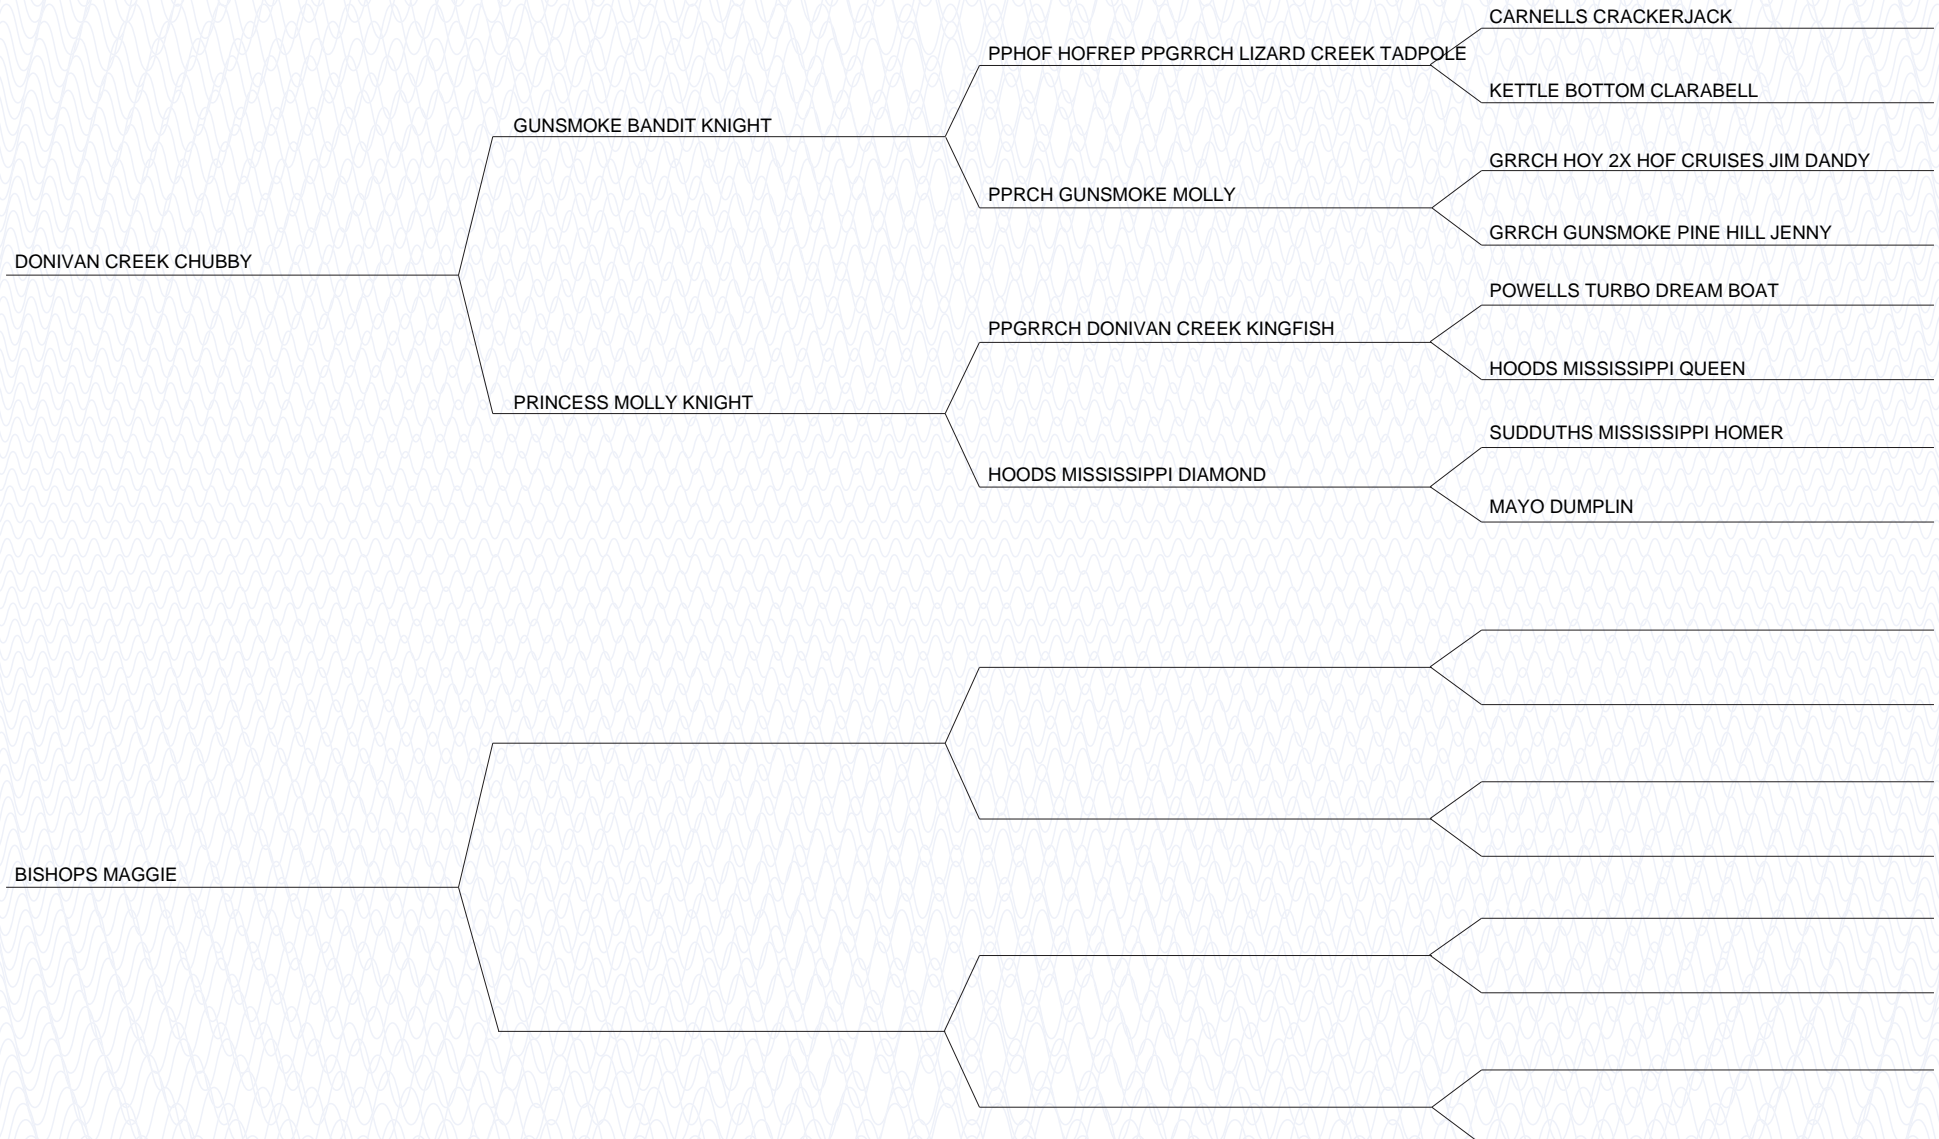 CARNELLS CRACKERJACK
PPHOF HOFREP PPGRRCH LIZARD CREEK TADPOLE
KETTLE BOTTOM CLARABELL
GUNSMOKE BANDIT KNIGHT
GRRCH HOY 2X HOF CRUISES JIM DANDY
PPRCH GUNSMOKE MOLLY
GRRCH GUNSMOKE PINE HILL JENNY
DONIVAN CREEK CHUBBY
POWELLS TURBO DREAM BOAT
PPGRRCH DONIVAN CREEK KINGFISH
HOODS MISSISSIPPI QUEEN
PRINCESS MOLLY KNIGHT
SUDDUTHS MISSISSIPPI HOMER
HOODS MISSISSIPPI DIAMOND
MAYO DUMPLIN
BISHOPS MAGGIE